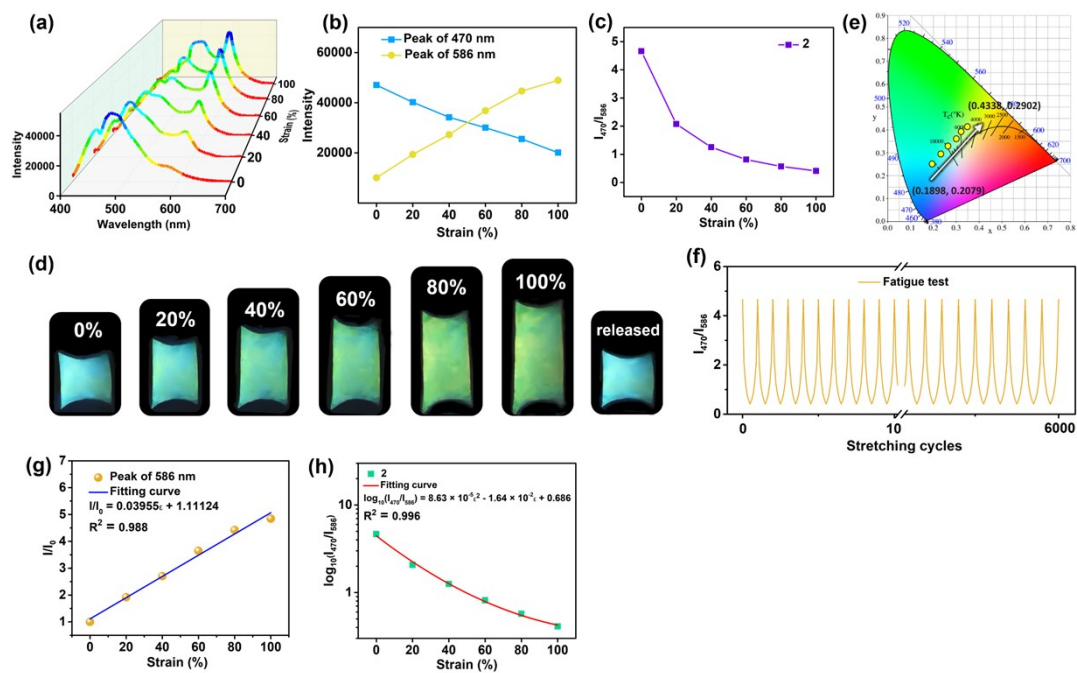 (a)
Intensity
40000
30000
20000
10000
0
400
500
600
700
Wavelength (nm)
0
20
40
60
80
100
Strain (%)
(b)
Peak of 470 nm
Peak of 586 nm
Intensity
60000
40000
20000
0 20 40 60 80 100
Strain (%)
(c)
2
I470/I586
5
4
3
2
1
0
0 20 40 60 80 100
Strain (%)
(e)
0.9
0.8
0.7
0.6
0.5
0.4
0.3
0.2
0.1
0.0
y
520
540
560
500
490
480
470
460
380
600
620
700
(0.4338, 0.2902)
Tc(°K)
10000
4000
3000
2500
2000
1500
(0.1898, 0.2079)
0.0 0.1 0.2 0.3 0.4 0.5 0.6 0.7 0.8
x
(d)
0%
20%
40%
60%
80%
100%
released
(f)
Fatigue test
I470/I586
6
4
2
0
0 10 6000
Stretching cycles
(g)
Peak of 586 nm
Fitting curve
I/I0 = 0.03955ε + 1.11124
R² = 0.988
I/I0
7
6
5
4
3
2
1
0 20 40 60 80 100
Strain (%)
(h)
2
Fitting curve
log10(I470/I586) = 8.63 × 10⁻⁵ε² - 1.64 × 10⁻²ε + 0.686
R² = 0.996
log10(I470/I586)
10
1
0 20 40 60 80 100
Strain (%)